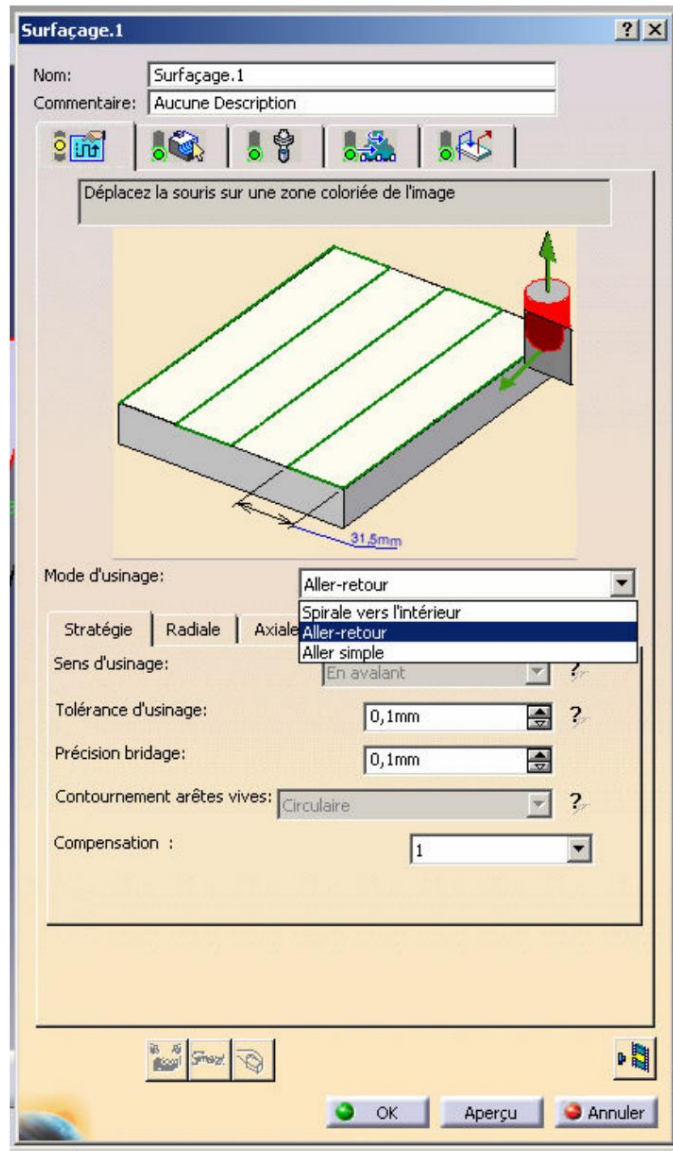 Surfaçage.1
Nom: Surfaçage.1
Commentaire: Aucune Description
Déplacez la souris sur une zone coloriée de l'image
31,5mm
Mode d'usinage: Aller-retour
Spirale vers l'intérieur
Aller-retour
Aller simple
Stratégie Radiale Axiale
Sens d'usinage: En avalant ?
Tolérance d'usinage: 0,1mm ?
Précision bridage: 0,1mm
Contournement arêtes vives: Circulaire ?
Compensation : 1
OK Aperçu Annuler